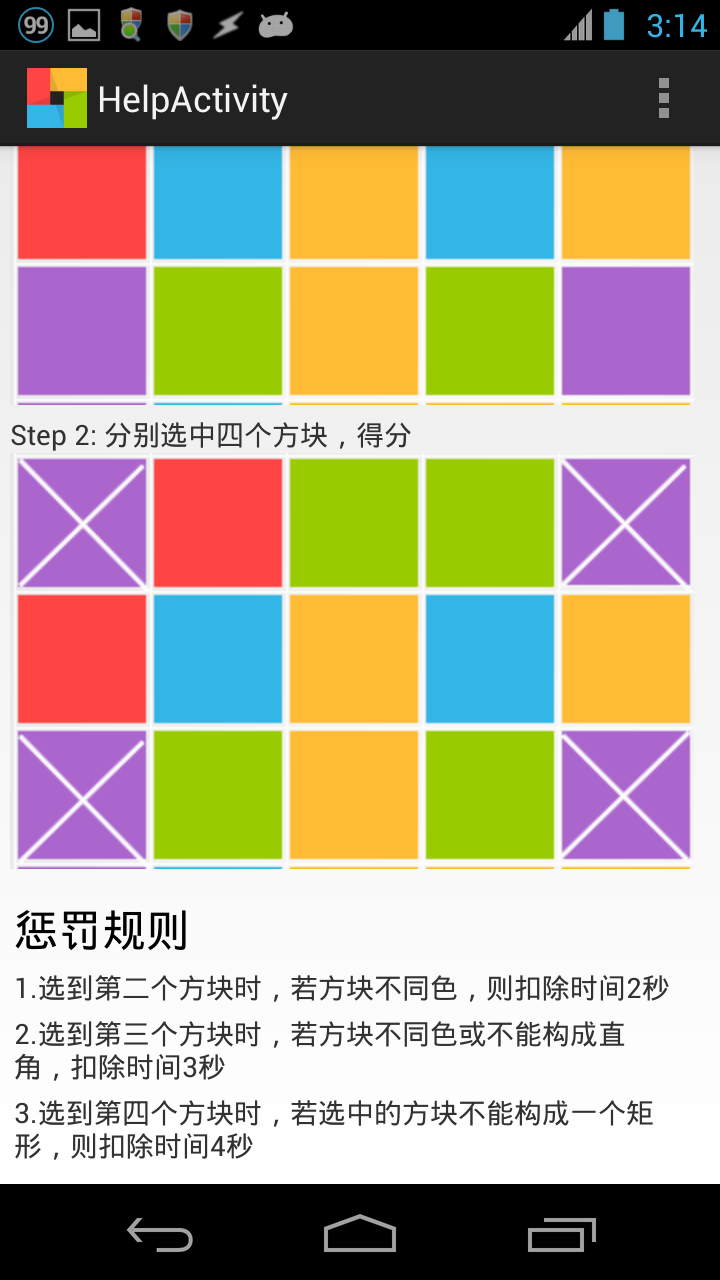 99
3:14
HelpActivity
Step 2: 分别选中四个方块，得分
惩罚规则
1.选到第二个方块时，若方块不同色，则扣除时间2秒
2.选到第三个方块时，若方块不同色或不能构成直
角，扣除时间3秒
3.选到第四个方块时，若选中的方块不能构成一个矩
形，则扣除时间4秒